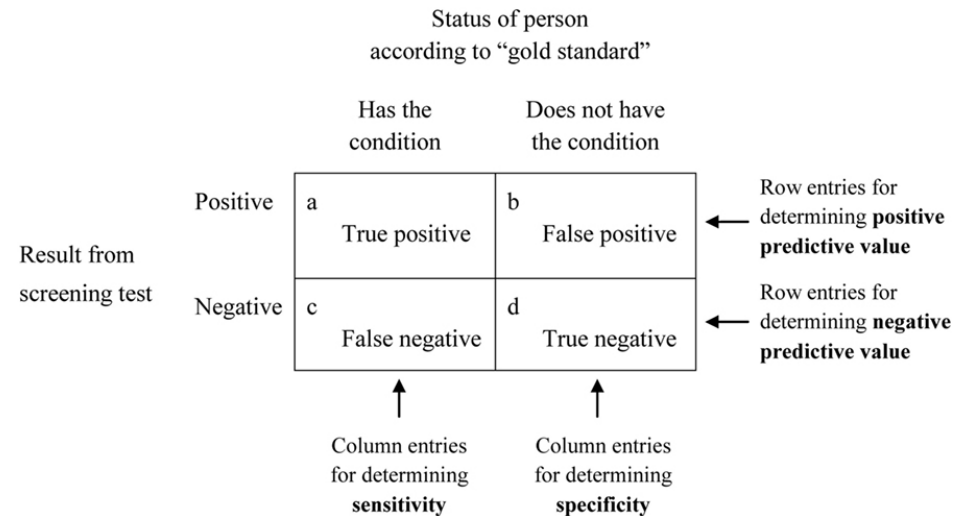 Status of person
according to “gold standard”
Has the
condition
Does not have
the condition
Result from
screening test
Positive
a
True positive
b
False positive
Row entries for
determining positive
predictive value
Negative
c
False negative
d
True negative
Row entries for
determining negative
predictive value
Column entries
for determining
sensitivity
Column entries
for determining
specificity